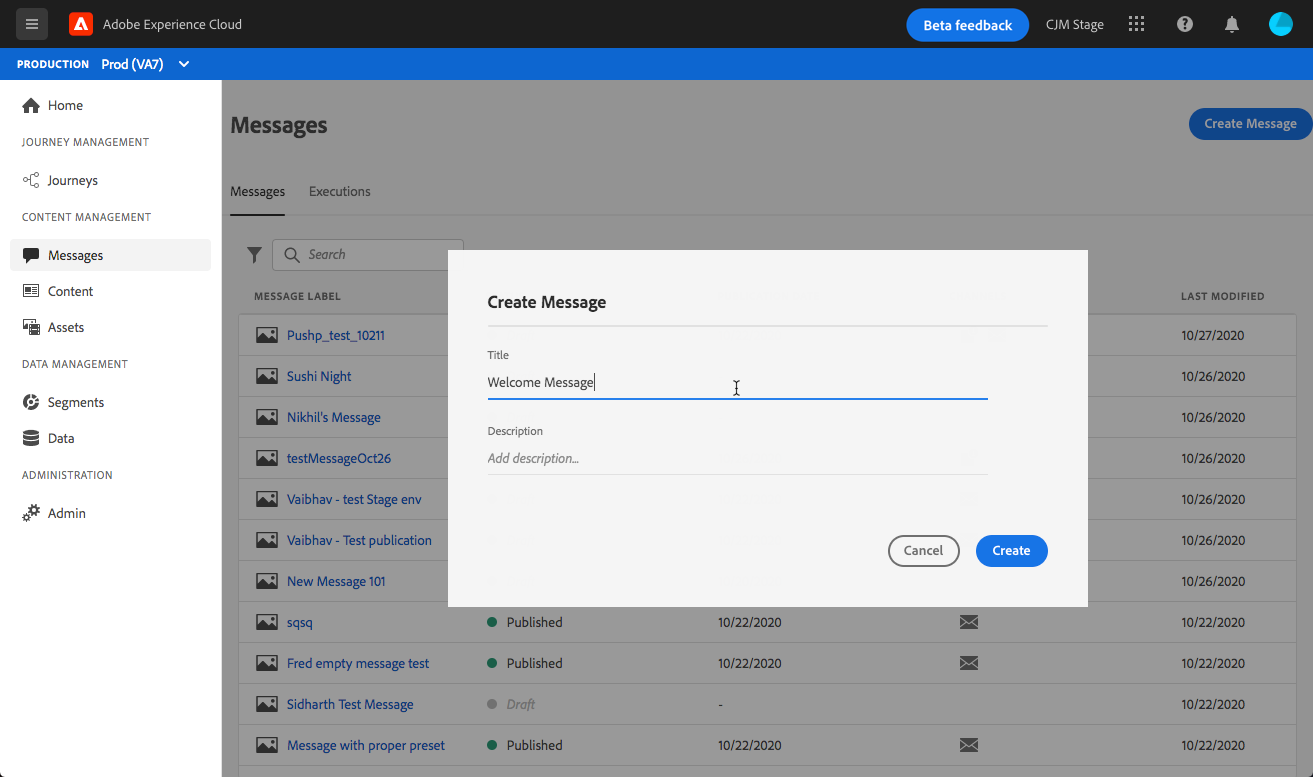 Adobe Experience Cloud
Beta feedback
CJM Stage
PRODUCTION Prod (VA7)
Home
JOURNEY MANAGEMENT
Journeys
CONTENT MANAGEMENT
Messages
Content
Assets
DATA MANAGEMENT
Segments
Data
ADMINISTRATION
Admin
Messages
Create Message
Messages Executions
Search
MESSAGE LABEL LAST MODIFIED
Pushp_test_10211 10/27/2020
Sushi Night 10/26/2020
Nikhil's Message 10/26/2020
testMessageOct26 10/26/2020
Vaibhav - test Stage env 10/26/2020
Vaibhav - Test publication 10/26/2020
New Message 101 10/26/2020
sqsq Published 10/22/2020 10/22/2020
Fred empty message test Published 10/22/2020 10/22/2020
Sidharth Test Message Draft - 10/22/2020
Message with proper preset Published 10/22/2020 10/22/2020
Create Message
Title
Welcome Message
Description
Add description...
Cancel Create